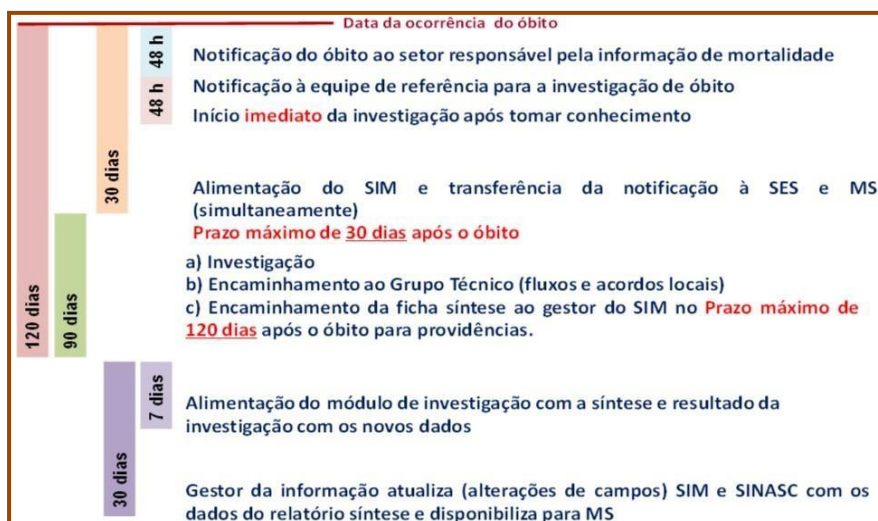 Data da ocorrência do óbito
48 h
Notificação do óbito ao setor responsável pela informação de mortalidade
48 h
Notificação à equipe de referência para a investigação de óbito
Início imediato da investigação após tomar conhecimento
30 dias
Alimentação do SIM e transferência da notificação à SES e MS
(simultaneamente)
Prazo máximo de 30 dias após o óbito
a) Investigação
b) Encaminhamento ao Grupo Técnico (fluxos e acordos locais)
c) Encaminhamento da ficha síntese ao gestor do SIM no Prazo máximo de
120 dias após o óbito para providências.
120 dias
90 dias
7 dias
Alimentação do módulo de investigação com a síntese e resultado da
investigação com os novos dados
30 dias
Gestor da informação atualiza (alterações de campos) SIM e SINASC com os
dados do relatório síntese e disponibiliza para MS